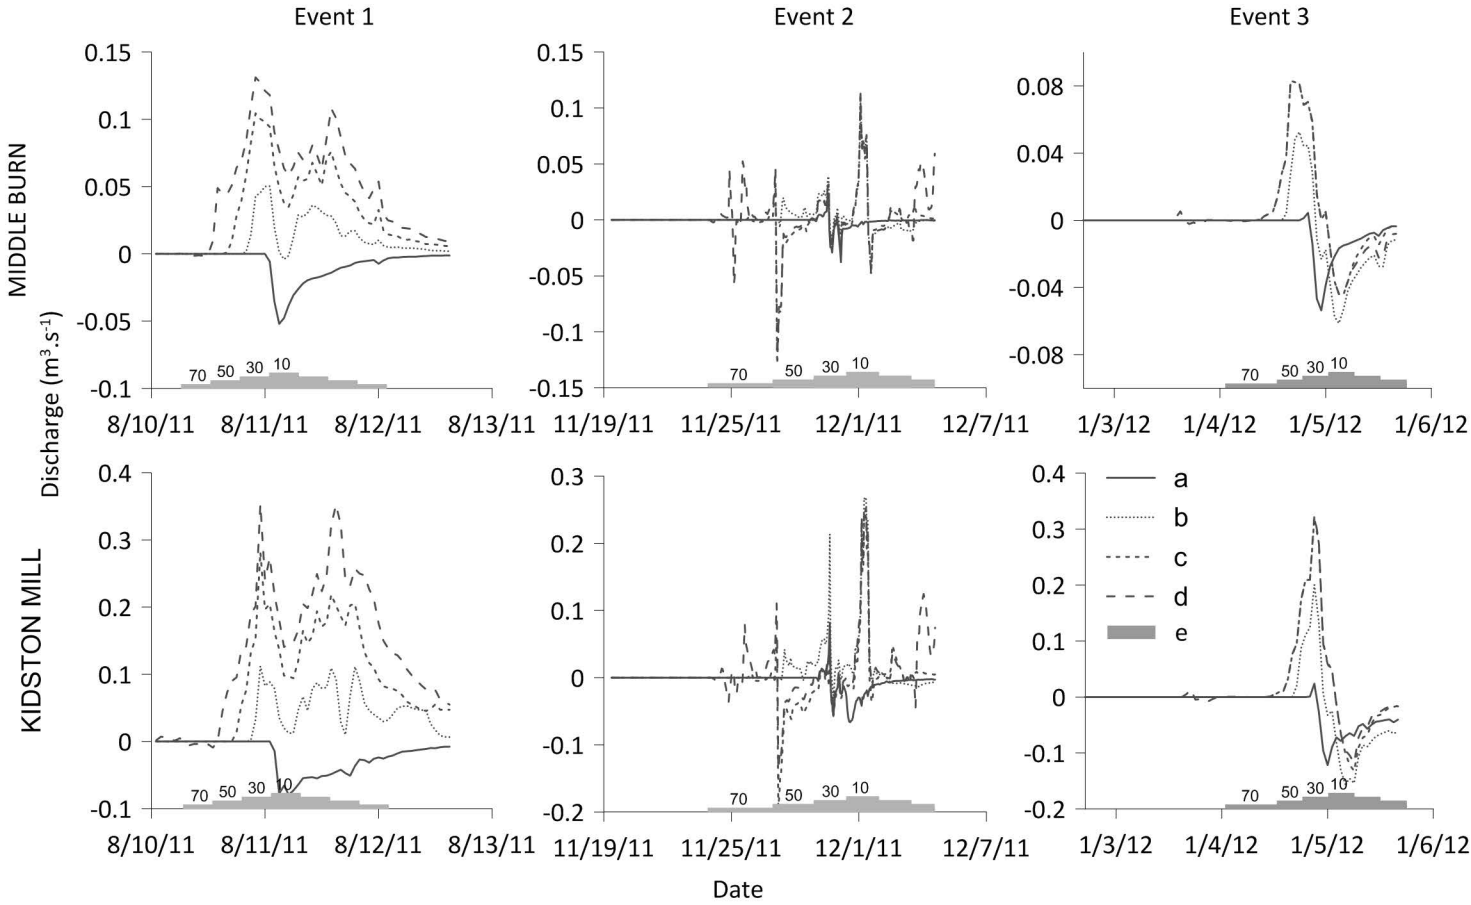 Event 1
Event 2
Event 3
MIDDLE BURN
KIDSTON MILL
Discharge (m³.s⁻¹)
0.15
0.1
0.05
0
-0.05
-0.1
70 50 30 10
8/10/11 8/11/11 8/12/11 8/13/11
0.15
0.1
0.05
0
-0.05
-0.1
-0.15
70 50 30 10
11/19/11 11/25/11 12/1/11 12/7/11
0.08
0.04
0
-0.04
-0.08
70 50 30 10
1/3/12 1/4/12 1/5/12 1/6/12
0.4
0.3
0.2
0.1
0
-0.1
70 50 30 10
8/10/11 8/11/11 8/12/11 8/13/11
0.3
0.2
0.1
0
-0.1
-0.2
70 50 30 10
11/19/11 11/25/11 12/1/11 12/7/11
0.4
0.3
0.2
0.1
0
-0.1
-0.2
a
b
c
d
e
70 50 30 10
1/3/12 1/4/12 1/5/12 1/6/12
Date